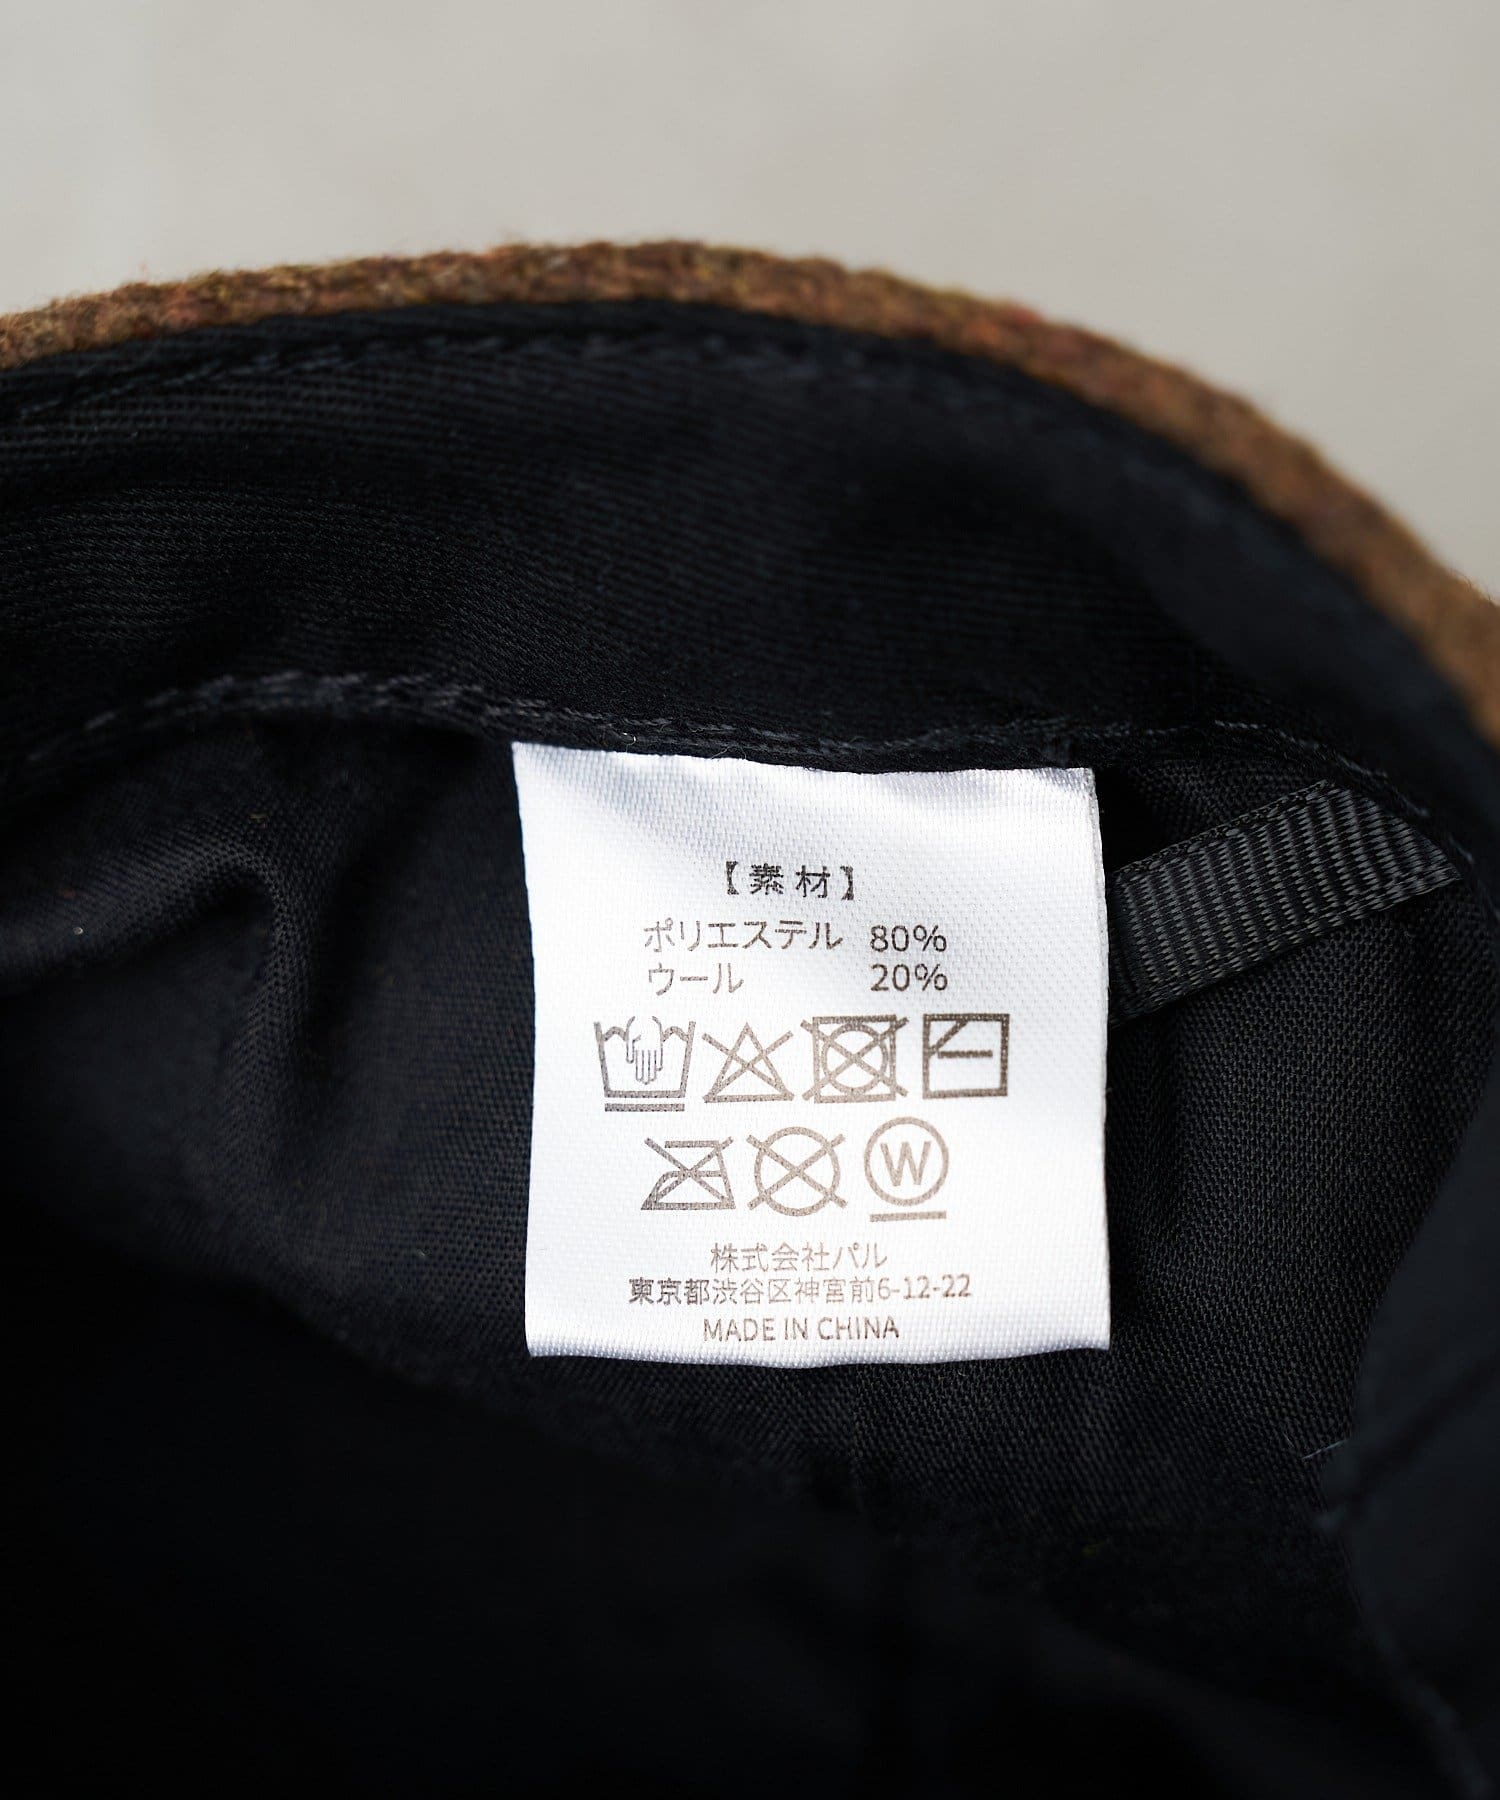 【素材】
ポリエステル 80%
ウール 20%
W
株式会社パル
東京都渋谷区神宮前6-12-22
MADE IN CHINA